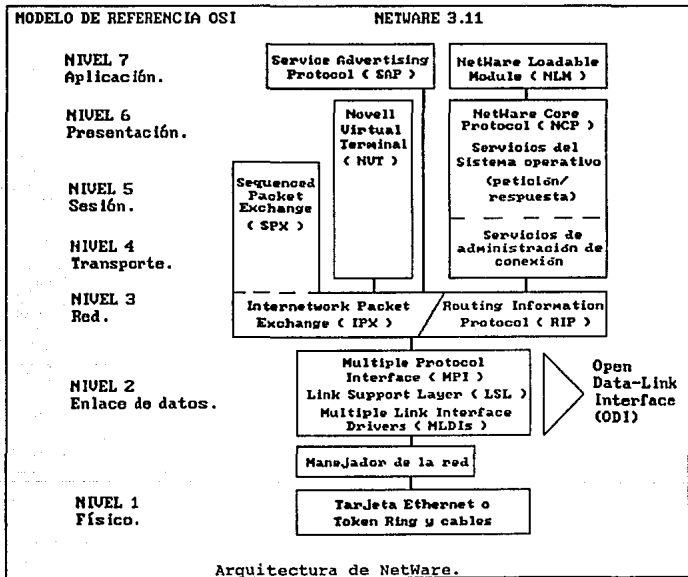 MODELO DE REFERENCIA OSI
NETWARE 3.11
NIVEL 7
Aplicación.
Service Advertising
Protocol ( SAP )
NetWare Loadable
Module ( NLM )
NIVEL 6
Presentación.
Novell
Virtual
Terminal
( NVT )
NetWare Core
Protocol ( NCP )
Servicios del
Sistema operativo
(petición/
respuesta)
NIVEL 5
Sesión.
Sequenced
Packet
Exchange
( SPX )
NIVEL 4
Transporte.
Servicios de
administración de
conexión
NIVEL 3
Red.
Internetwork Packet
Exchange ( IPX )
Routing Information
Protocol ( RIP )
NIVEL 2
Enlace de datos.
Multiple Protocol
Interface ( MPI )
Link Support Layer ( LSL )
Multiple Link Interface
Drivers ( MLDIs )
Open
Data-Link
Interface
(ODI)
Manejador de la red
NIVEL 1
Físico.
Tarjeta Ethernet o
Token Ring y cables
Arquitectura de NetWare.